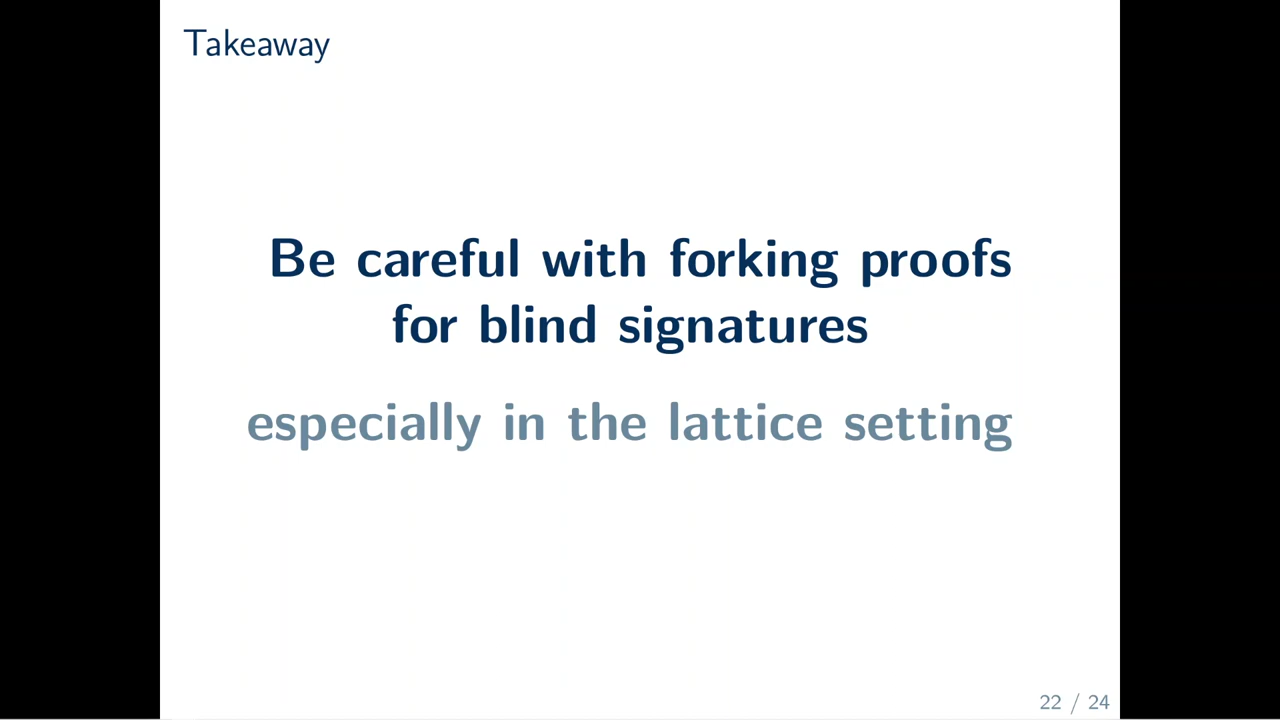 Takeaway
Be careful with forking proofs
for blind signatures
especially in the lattice setting
22 / 24